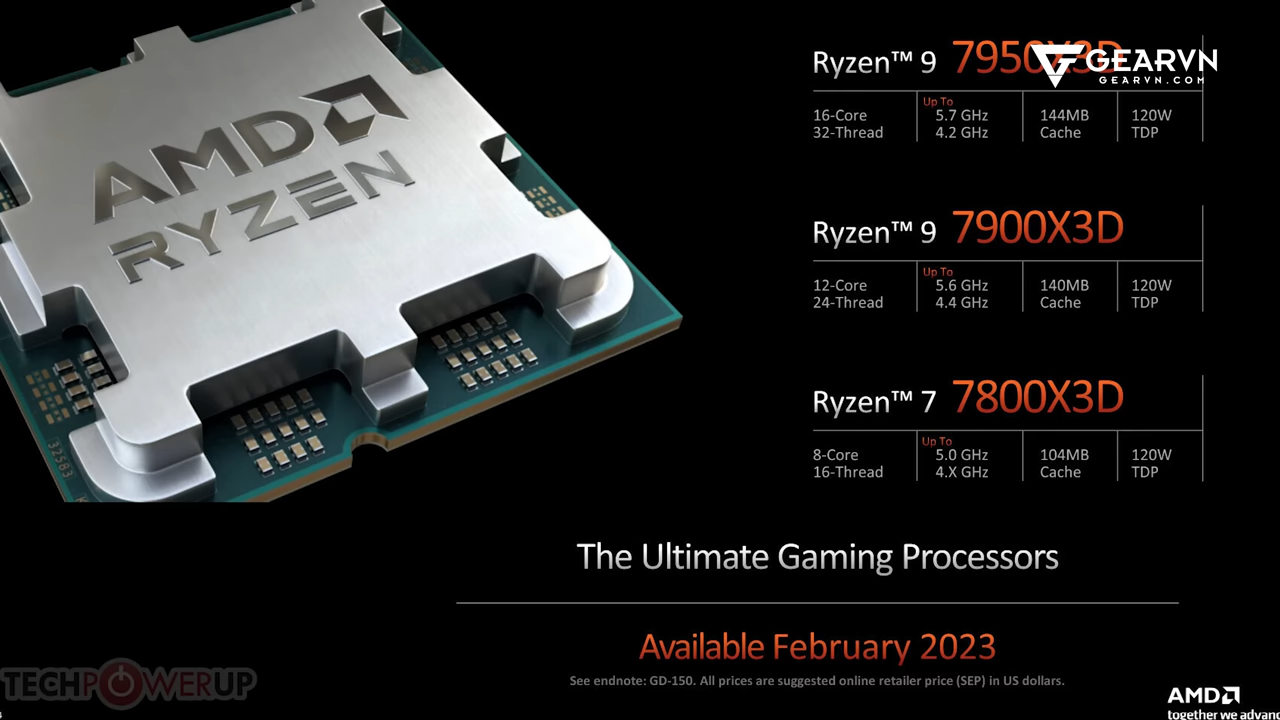 AMD
RYZEN
32583
Ryzen™ 9 7950X3D
GEARVN
GEARVN.COM
16-Core
32-Thread
Up To
5.7 GHz
4.2 GHz
144MB
Cache
120W
TDP
Ryzen™ 9 7900X3D
12-Core
24-Thread
Up To
5.6 GHz
4.4 GHz
140MB
Cache
120W
TDP
Ryzen™ 7 7800X3D
8-Core
16-Thread
Up To
5.0 GHz
4.X GHz
104MB
Cache
120W
TDP
The Ultimate Gaming Processors
Available February 2023
See endnote: GD-150. All prices are suggested online retailer price (SEP) in US dollars.
TECHPOWERUP
AMD
together we advanc